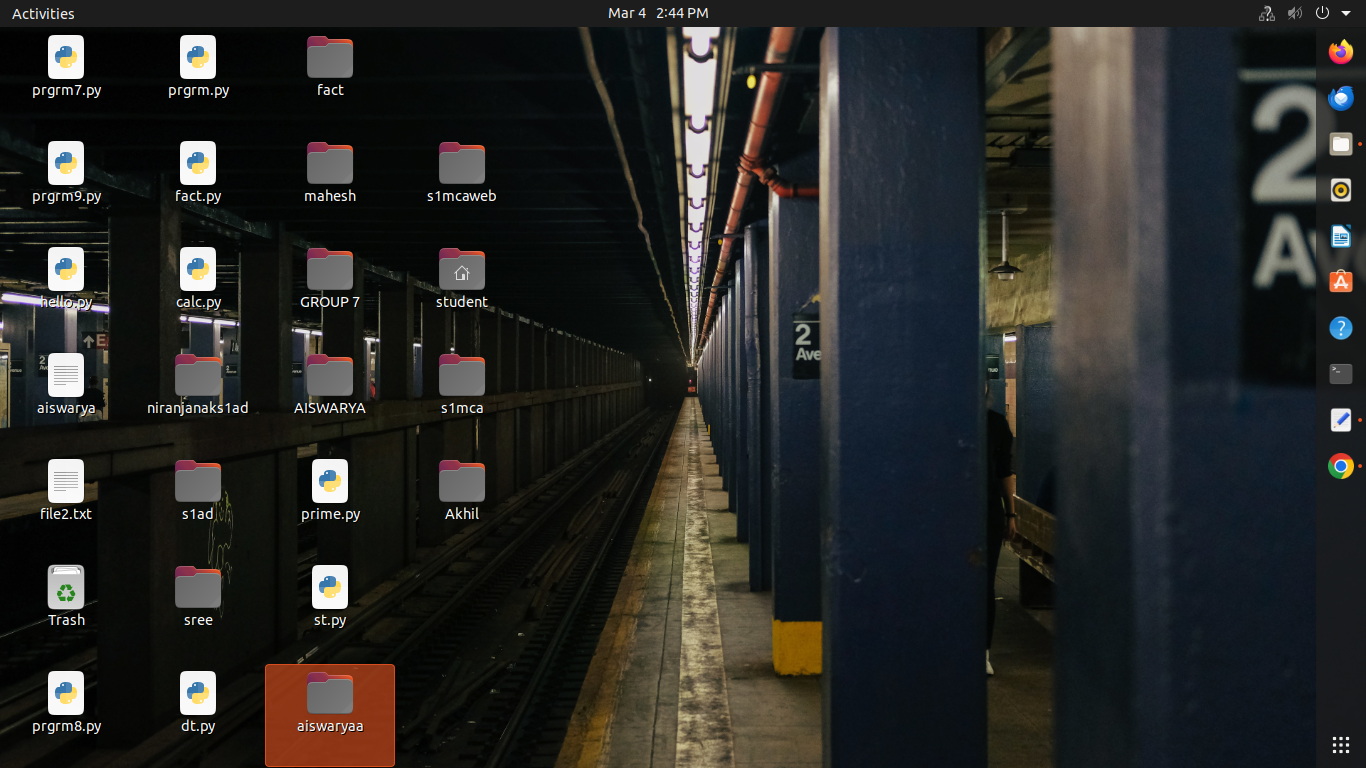 Activities
Mar 4 2:44 PM
prgrm7.py
prgrm.py
fact
prgrm9.py
fact.py
mahesh
s1mcaweb
hello.py
calc.py
GROUP 7
student
aiswarya
niranjanaks1ad
AISWARYA
s1mca
file2.txt
s1ad
prime.py
Akhil
Trash
sree
st.py
prgrm8.py
dt.py
aiswaryaa
2
Ave
2
Av